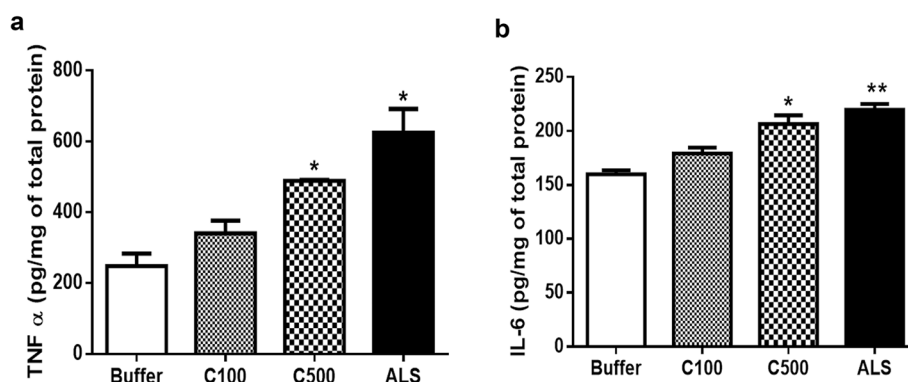 a
TNF α (pg/mg of total protein)
800
600
400
200
0
*
*
Buffer C100 C500 ALS
b
IL-6 (pg/mg of total protein)
250
200
150
100
50
0
*
**
Buffer C100 C500 ALS